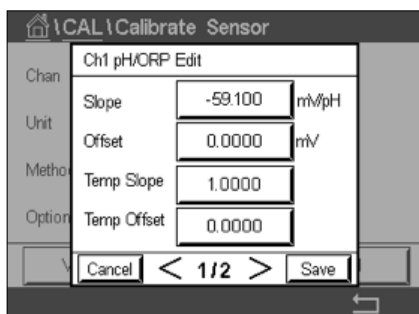 \CAL\Calibrate Sensor
Ch1 pH/ORP Edit
Chan
Slope -59.100 mV/pH
Unit
Offset 0.0000 mV
Metho
Temp Slope 1.0000
Option
Temp Offset 0.0000
Cancel < 1/2 > Save